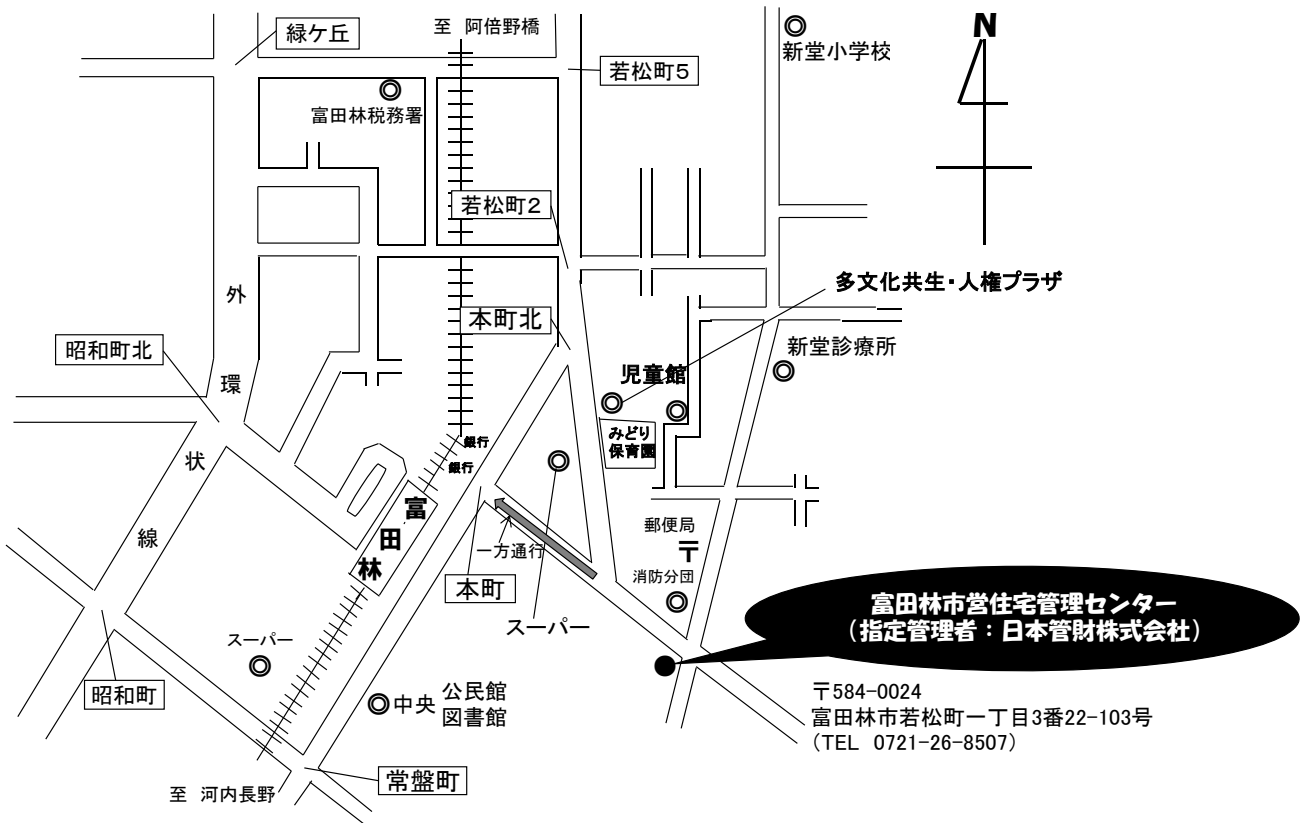 緑ケ丘
至 阿倍野橋
新堂小学校
N
若松町5
富田林税務署
若松町2
多文化共生・人権プラザ
外
環
状
線
本町北
昭和町北
新堂診療所
児童館
みどり
保育園
銀行
銀行
富
田
林
郵便局
〒
一方通行
消防分団
本町
スーパー
富田林市営住宅管理センター
(指定管理者:日本管財株式会社)
スーパー
昭和町
中央 公民館
図書館
〒584-0024
富田林市若松町一丁目3番22-103号
(TEL 0721-26-8507)
常盤町
至 河内長野